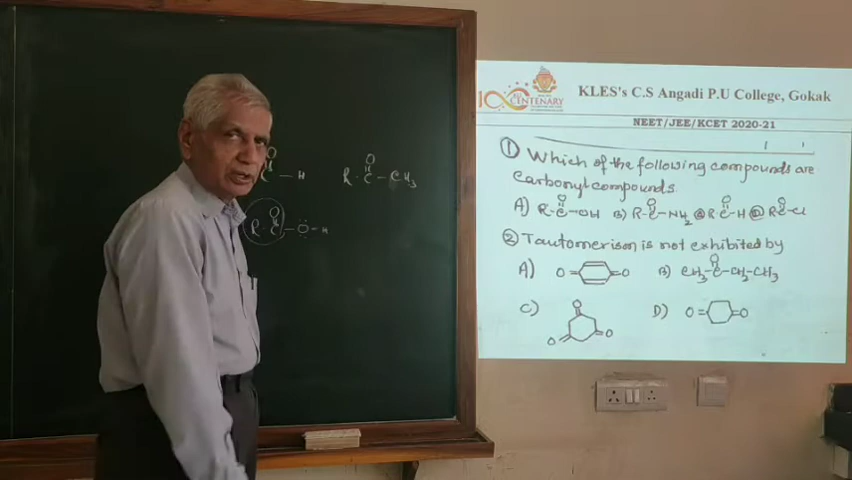 O
C — H
O
||
R - C - CH3
O
R - C - O - H
10 CENTENARY
KLES's C.S Angadi P.U College, Gokak
NEET/JEE/KCET 2020-21
① Which of the following compounds are
carbonyl compounds.
A) R-C-OH B) R-C-NH2 C R-C-H D R-C-Cl
O O O O
② Tautomerism is not exhibited by
A) O= =O B) CH3-C-CH2-CH3
O
C) O O O
D) O= =O